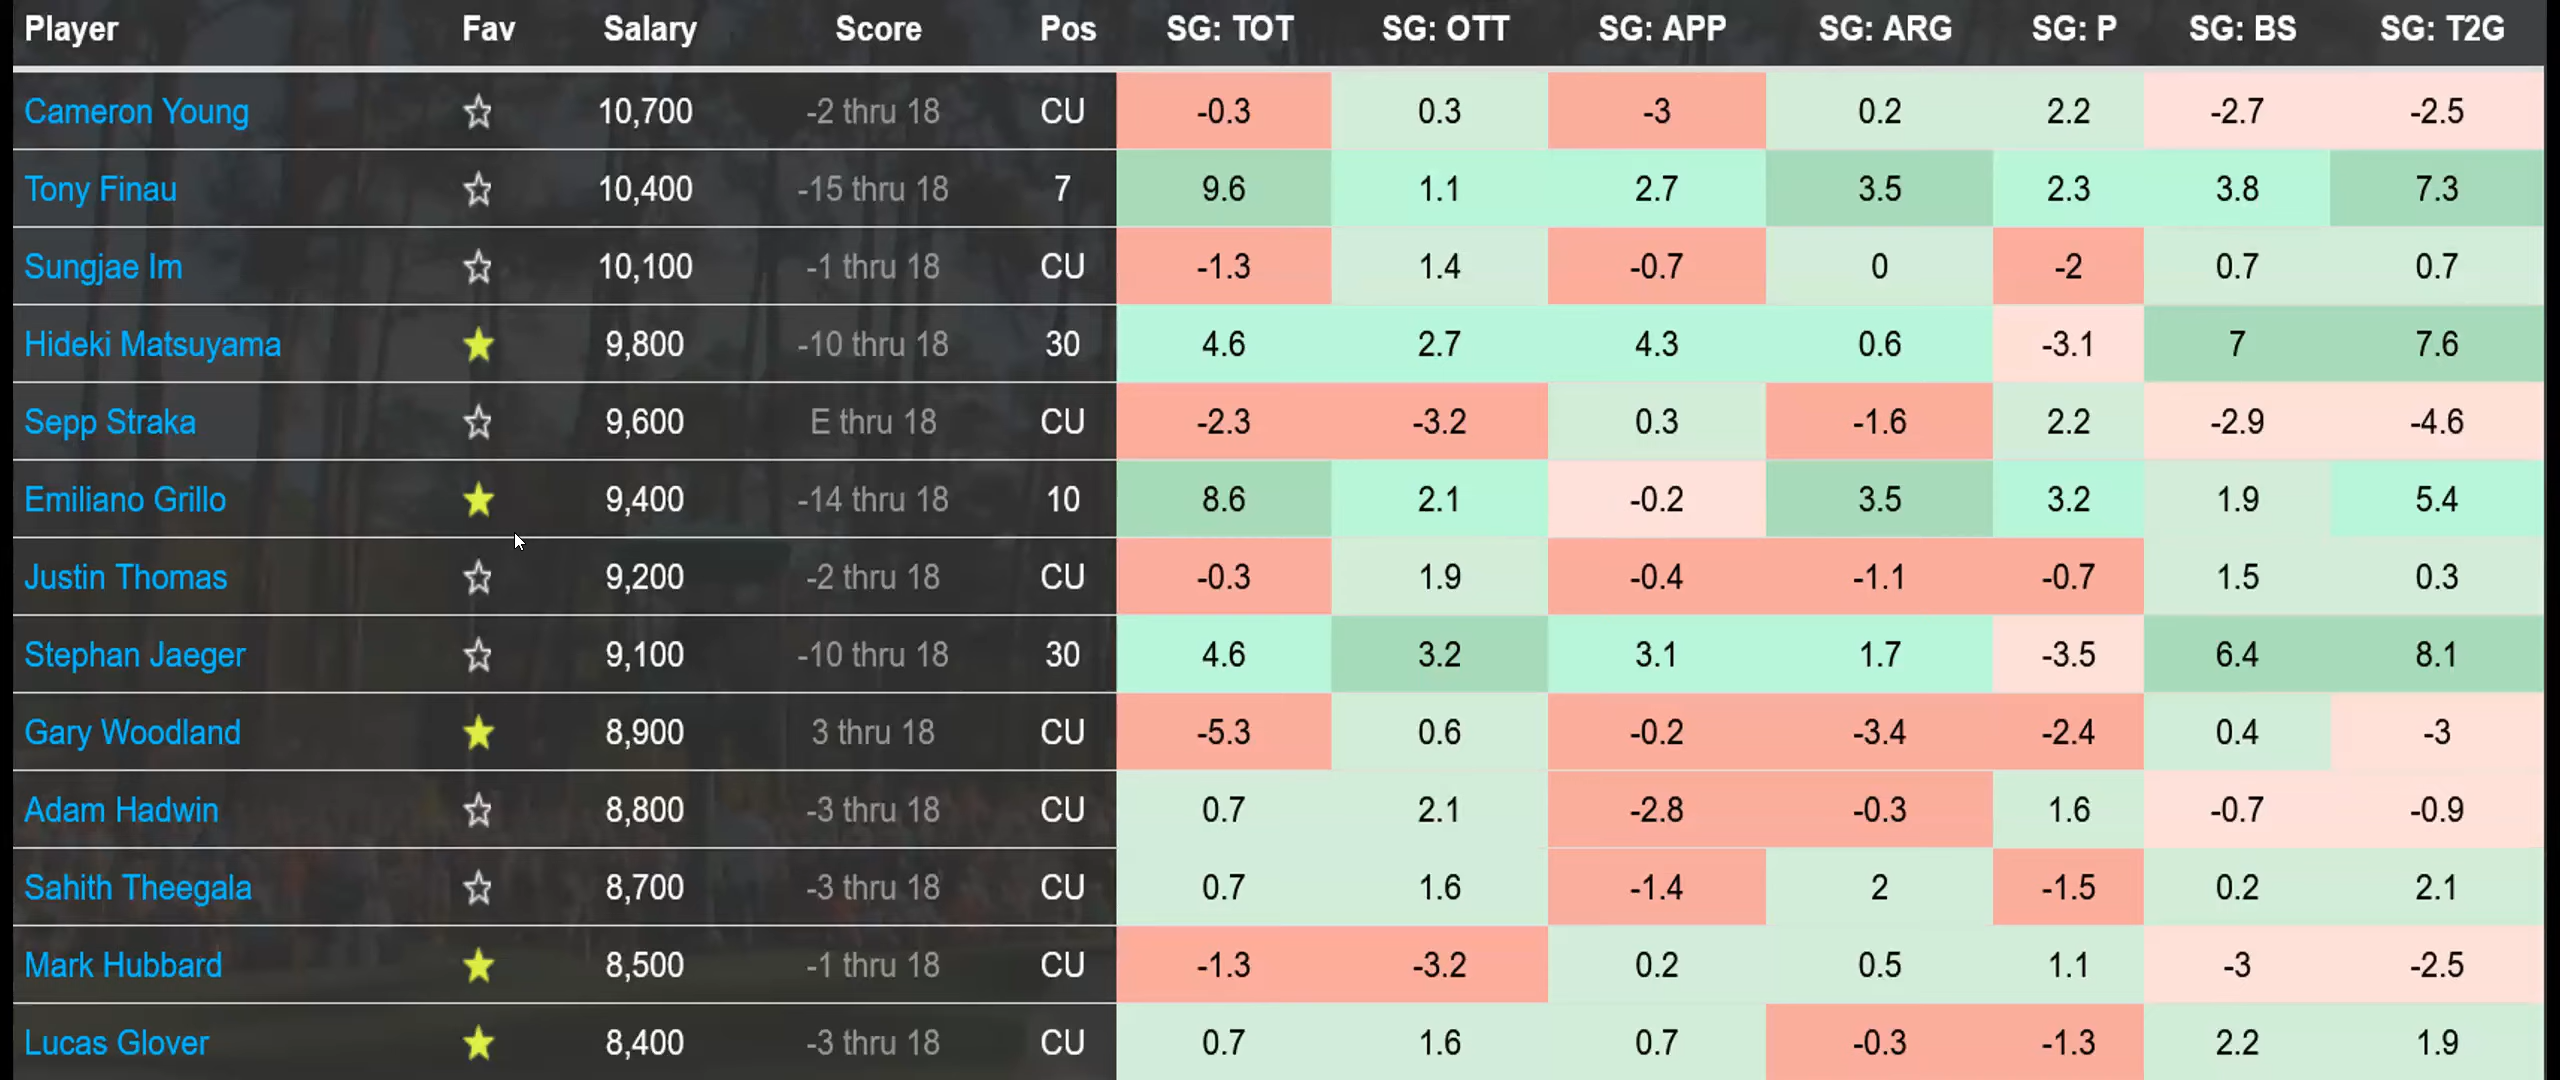 Player Fav Salary Score Pos SG: TOT SG: OTT SG: APP SG: ARG SG: P SG: BS SG: T2G
Cameron Young 10,700 -2 thru 18 CU -0.3 0.3 -3 0.2 2.2 -2.7 -2.5
Tony Finau 10,400 -15 thru 18 7 9.6 1.1 2.7 3.5 2.3 3.8 7.3
Sungjae Im 10,100 -1 thru 18 CU -1.3 1.4 -0.7 0 -2 0.7 0.7
Hideki Matsuyama 9,800 -10 thru 18 30 4.6 2.7 4.3 0.6 -3.1 7 7.6
Sepp Straka 9,600 E thru 18 CU -2.3 -3.2 0.3 -1.6 2.2 -2.9 -4.6
Emiliano Grillo 9,400 -14 thru 18 10 8.6 2.1 -0.2 3.5 3.2 1.9 5.4
Justin Thomas 9,200 -2 thru 18 CU -0.3 1.9 -0.4 -1.1 -0.7 1.5 0.3
Stephan Jaeger 9,100 -10 thru 18 30 4.6 3.2 3.1 1.7 -3.5 6.4 8.1
Gary Woodland 8,900 3 thru 18 CU -5.3 0.6 -0.2 -3.4 -2.4 0.4 -3
Adam Hadwin 8,800 -3 thru 18 CU 0.7 2.1 -2.8 -0.3 1.6 -0.7 -0.9
Sahith Theegala 8,700 -3 thru 18 CU 0.7 1.6 -1.4 2 -1.5 0.2 2.1
Mark Hubbard 8,500 -1 thru 18 CU -1.3 -3.2 0.2 0.5 1.1 -3 -2.5
Lucas Glover 8,400 -3 thru 18 CU 0.7 1.6 0.7 -0.3 -1.3 2.2 1.9